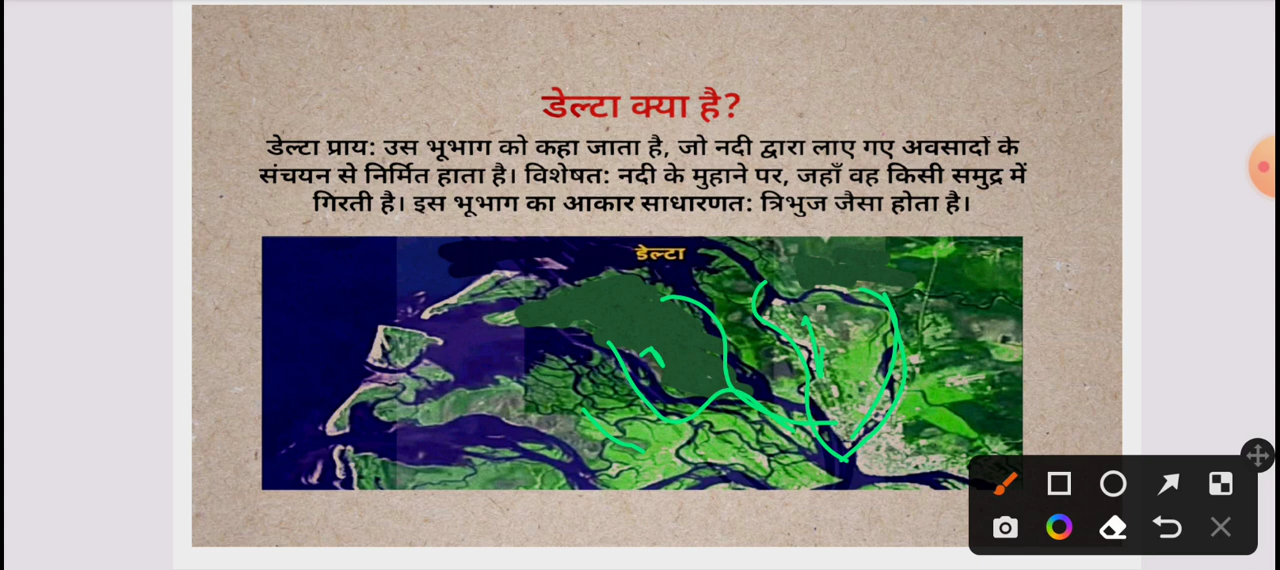 डेल्टा क्या है?
डेल्टा प्राय: उस भूभाग को कहा जाता है, जो नदी द्वारा लाए गए अवसादों के
संचयन से निर्मित हाता है। विशेषत: नदी के मुहाने पर, जहाँ वह किसी समुद्र में
गिरती है। इस भूभाग का आकार साधारणत: त्रिभुज जैसा होता है।
डेल्टा